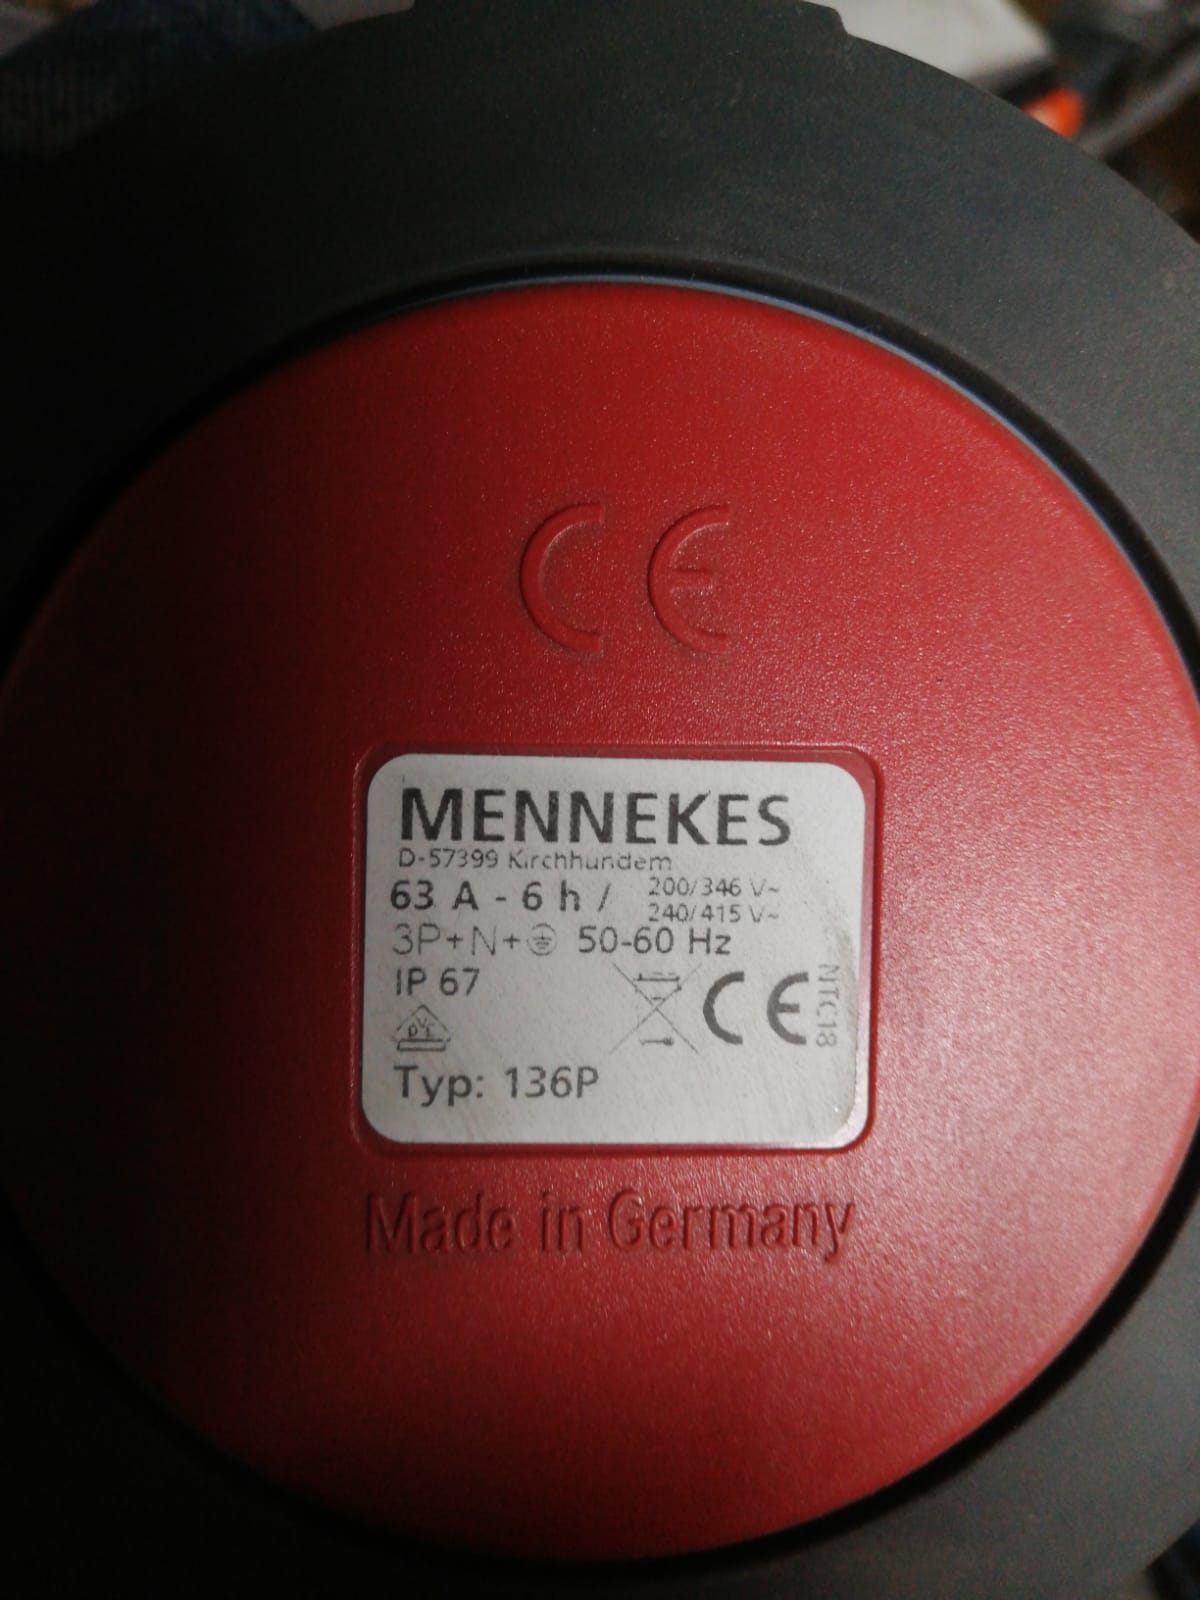 CE
MENNEKES
D-57399 Kirchhundem
63 A - 6 h / 200/346 V~
240/415 V~
3P+N+⏚ 50-60 Hz
IP 67
DVE
CE
NTC18
Typ: 136P
Made in Germany